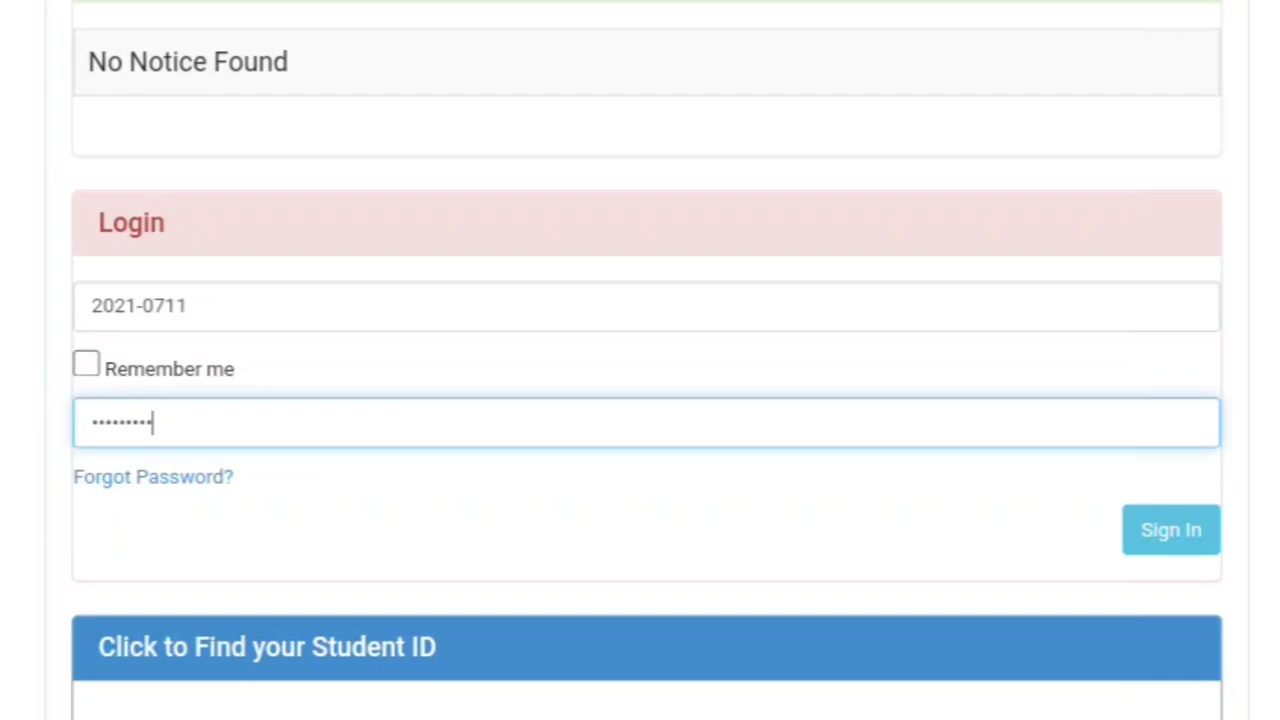 No Notice Found
Login
2021-0711
Remember me
•••••••••
Forgot Password?
Sign In
Click to Find your Student ID